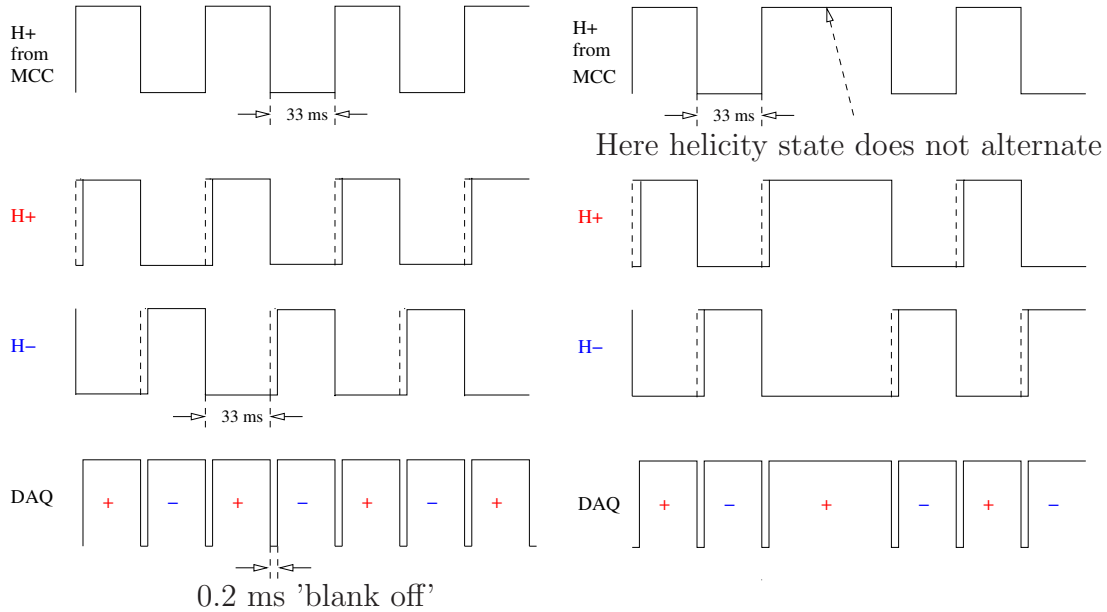 H+
from
MCC
33 ms
H+
H−
33 ms
DAQ
+ − + − + − +
0.2 ms 'blank off'
H+
from
MCC
33 ms
Here helicity state does not alternate
H+
H−
DAQ
+ − + − + −